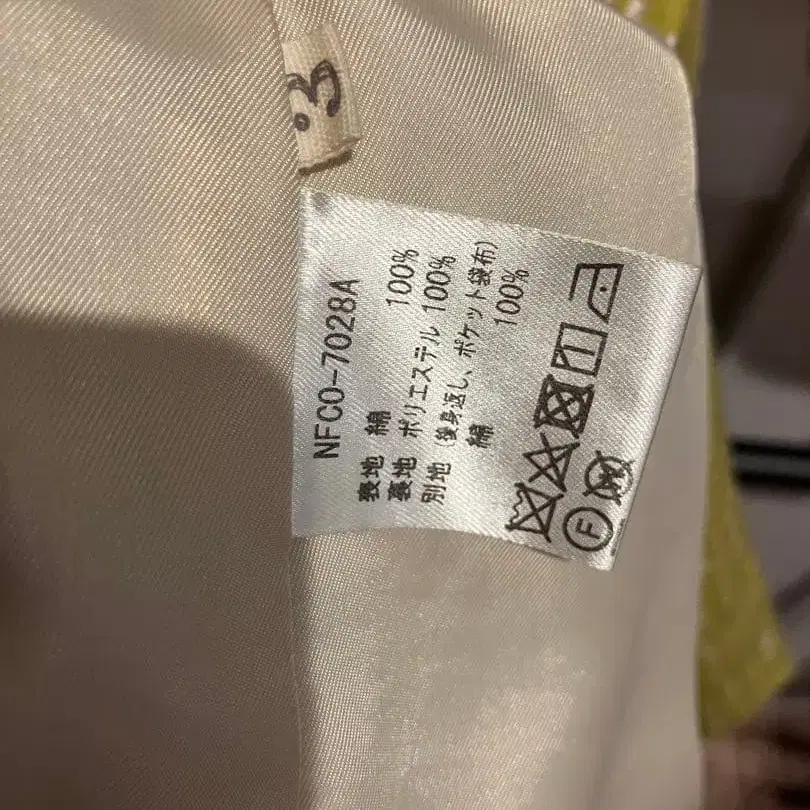 NFCO-7028A
表地 綿 100%
裏地 ポリエステル 100%
別地 (後身返し、ポケット袋布)
綿 100%
F